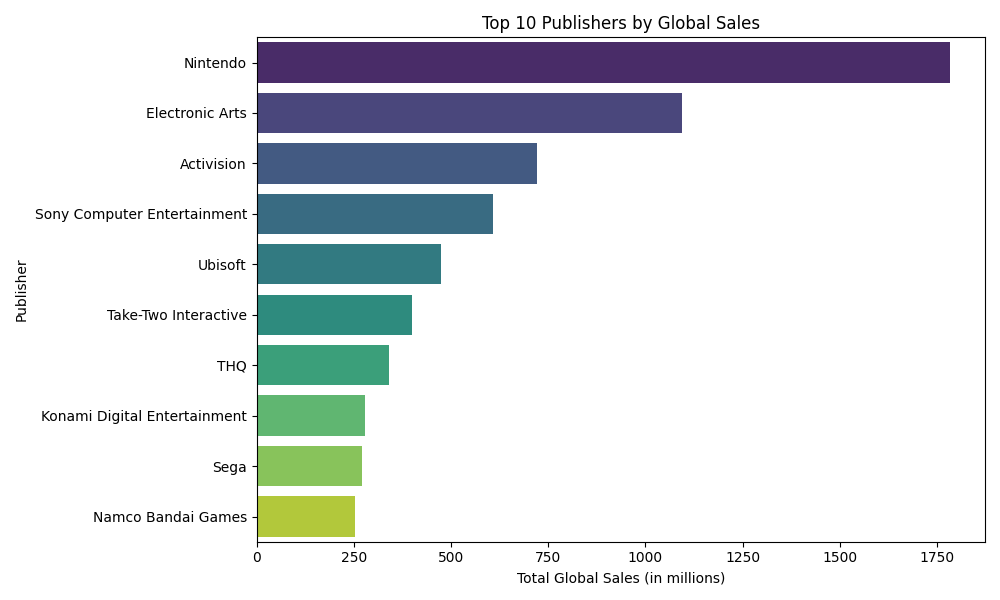 Top 10 Publishers by Global Sales
Publisher
Nintendo
Electronic Arts
Activision
Sony Computer Entertainment
Ubisoft
Take-Two Interactive
THQ
Konami Digital Entertainment
Sega
Namco Bandai Games
0 250 500 750 1000 1250 1500 1750
Total Global Sales (in millions)